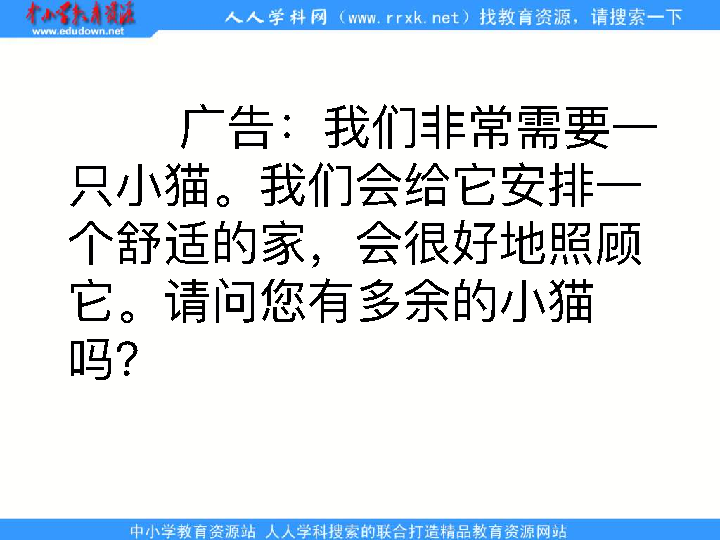 中小学教育资源
www.edudown.net
人人学科网（www.rrxk.net）找教育资源，请搜索一下
广告：我们非常需要一
只小猫。我们会给它安排一
个舒适的家，会很好地照顾
它。请问您有多余的小猫
吗？
中小学教育资源站 人人学科搜索的联合打造精品教育资源网站